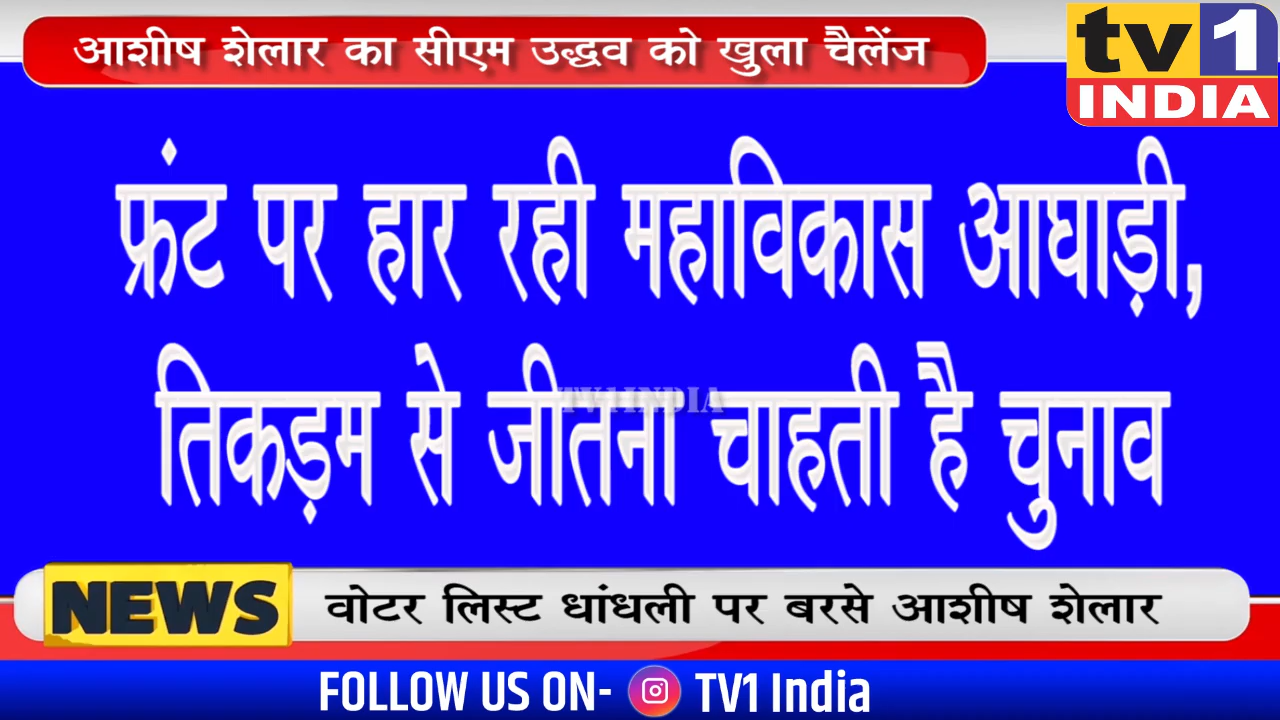 आशीष शेलार का सीएम उद्धव को खुला चैलेंज
tv1
INDIA
फ्रंट पर हार रही महाविकास आघाड़ी,
तिकड़म से जीतना चाहती है चुनाव
TV1INDIA
NEWS वोटर लिस्ट धांधली पर बरसे आशीष शेलार
FOLLOW US ON- TV1 India